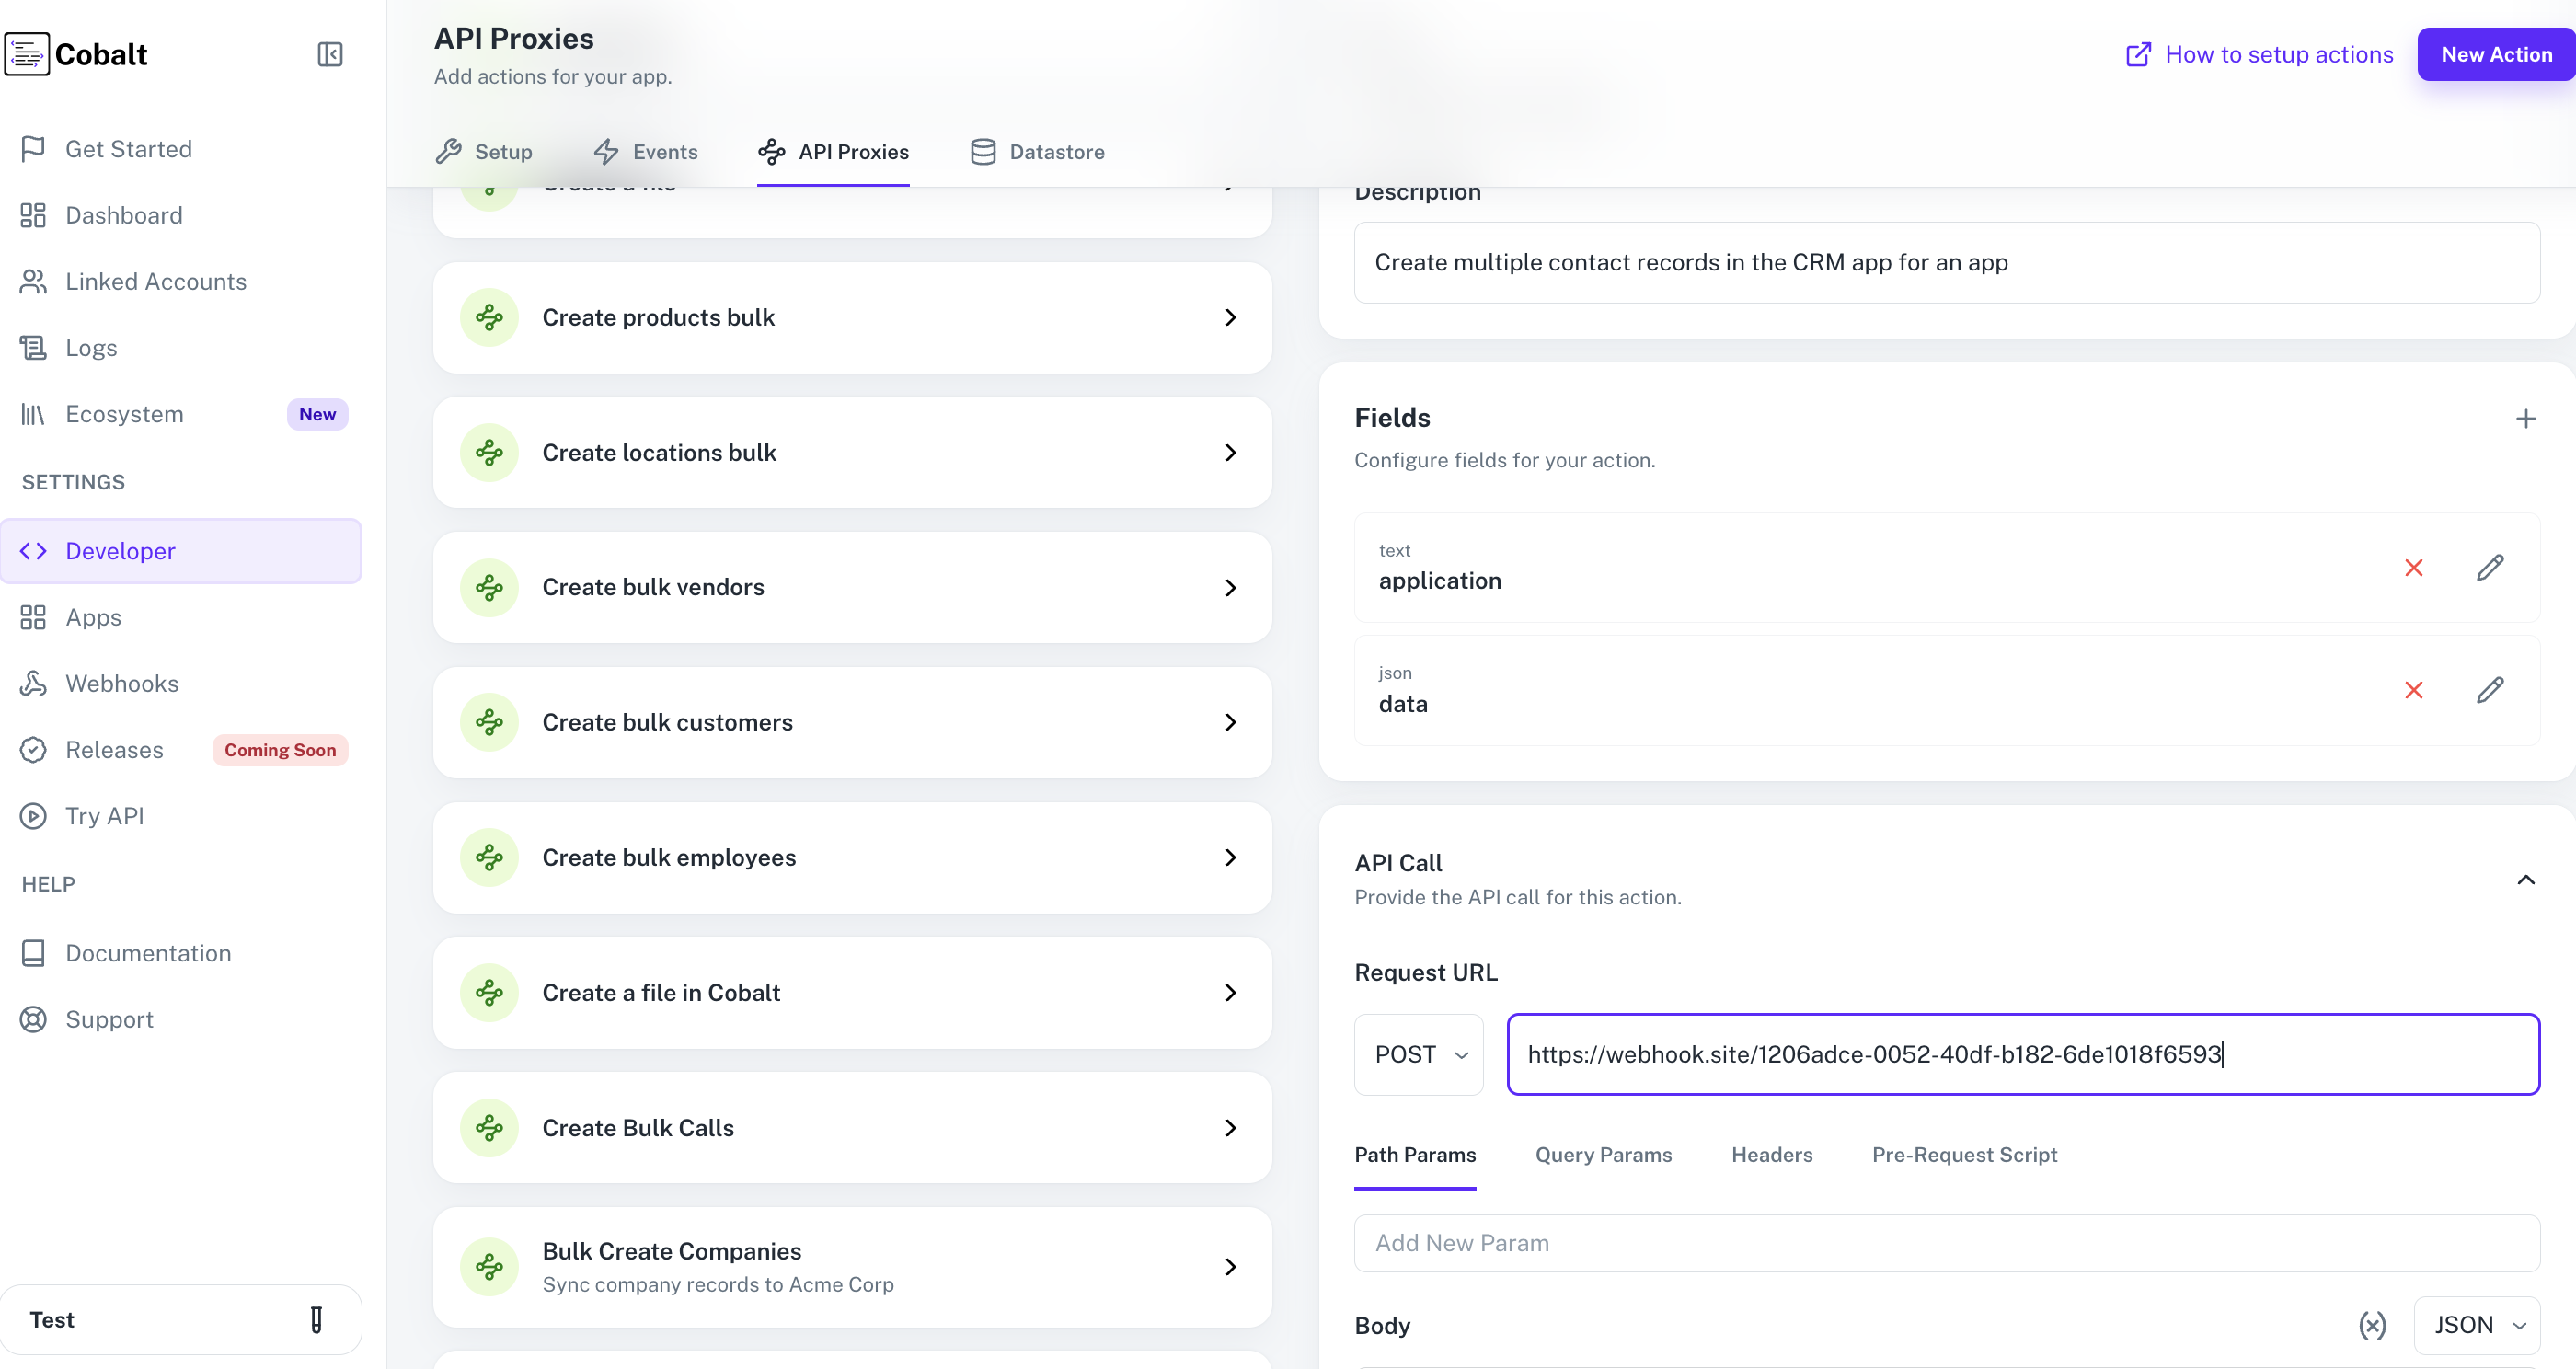 Cobalt
Get Started
Dashboard
Linked Accounts
Logs
Ecosystem New
SETTINGS
Developer
Apps
Webhooks
Releases Coming Soon
Try API
HELP
Documentation
Support
Test
API Proxies
Add actions for your app.
How to setup actions
New Action
Setup Events API Proxies Datastore
Create a file
Create products bulk
Create locations bulk
Create bulk vendors
Create bulk customers
Create bulk employees
Create a file in Cobalt
Create Bulk Calls
Bulk Create Companies
Sync company records to Acme Corp
Description
Create multiple contact records in the CRM app for an app
Fields
Configure fields for your action.
text
application
json
data
API Call
Provide the API call for this action.
Request URL
POST https://webhook.site/1206adce-0052-40df-b182-6de1018f6593
Path Params Query Params Headers Pre-Request Script
Add New Param
Body (x) JSON